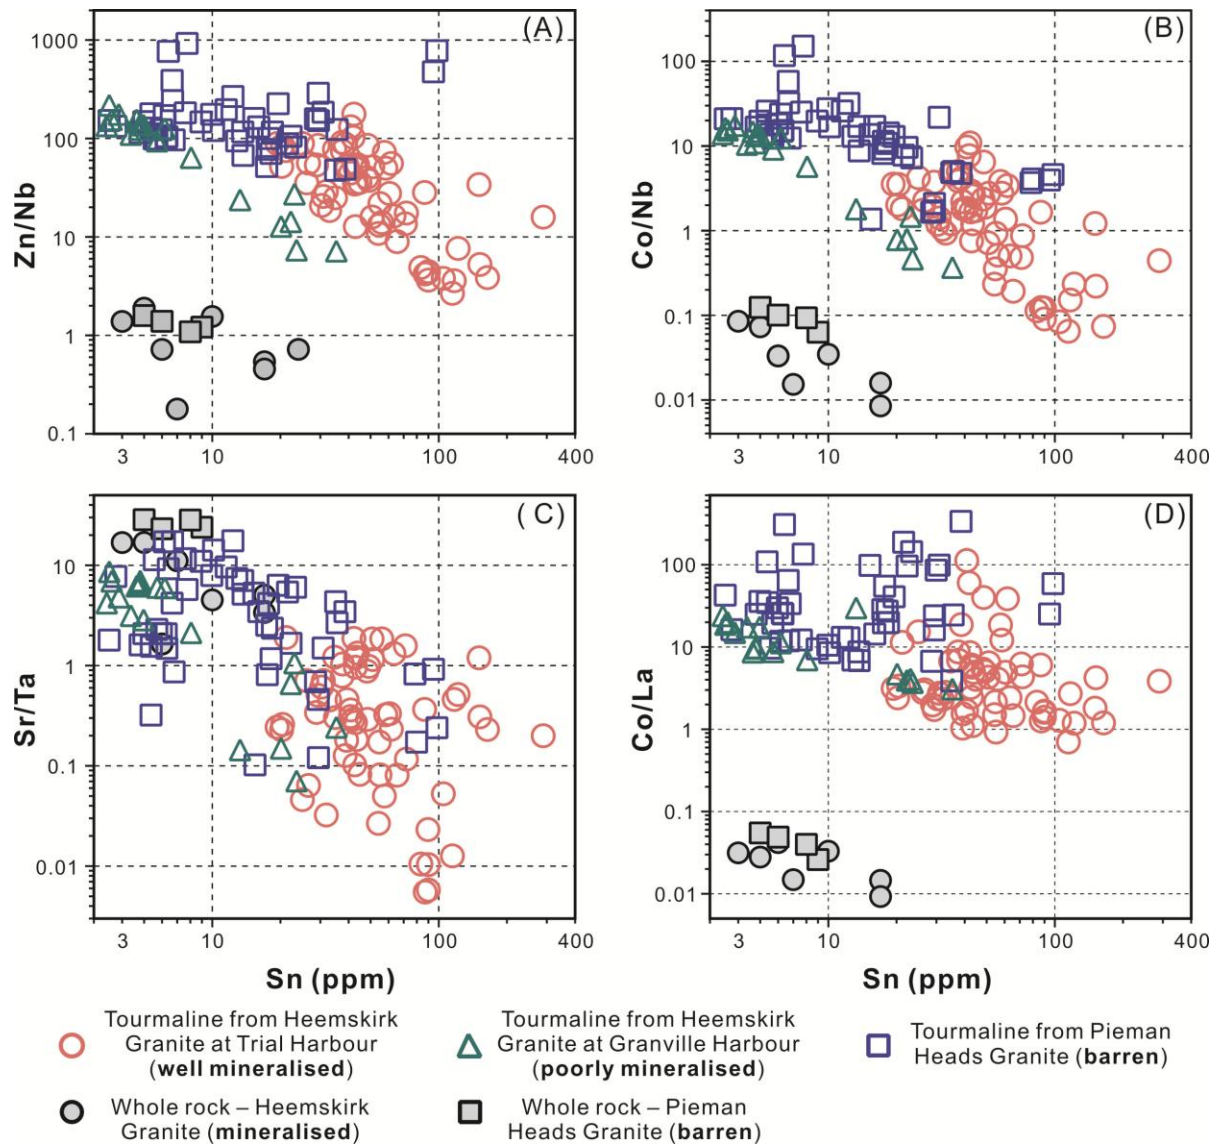 (A)
1000
100
10
1
0.1
Zn/Nb
3 10 100 400
(B)
100
10
1
0.1
0.01
Co/Nb
3 10 100 400
( C)
10
1
0.1
0.01
Sr/Ta
3 10 100 400
Sn (ppm)
(D)
100
10
1
0.1
0.01
Co/La
3 10 100 400
Sn (ppm)
Tourmaline from Heemskirk
Granite at Trial Harbour
(well mineralised)
Tourmaline from Heemskirk
Granite at Granville Harbour
(poorly mineralised)
Tourmaline from Pieman
Heads Granite (barren)
Whole rock – Heemskirk
Granite (mineralised)
Whole rock – Pieman
Heads Granite (barren)